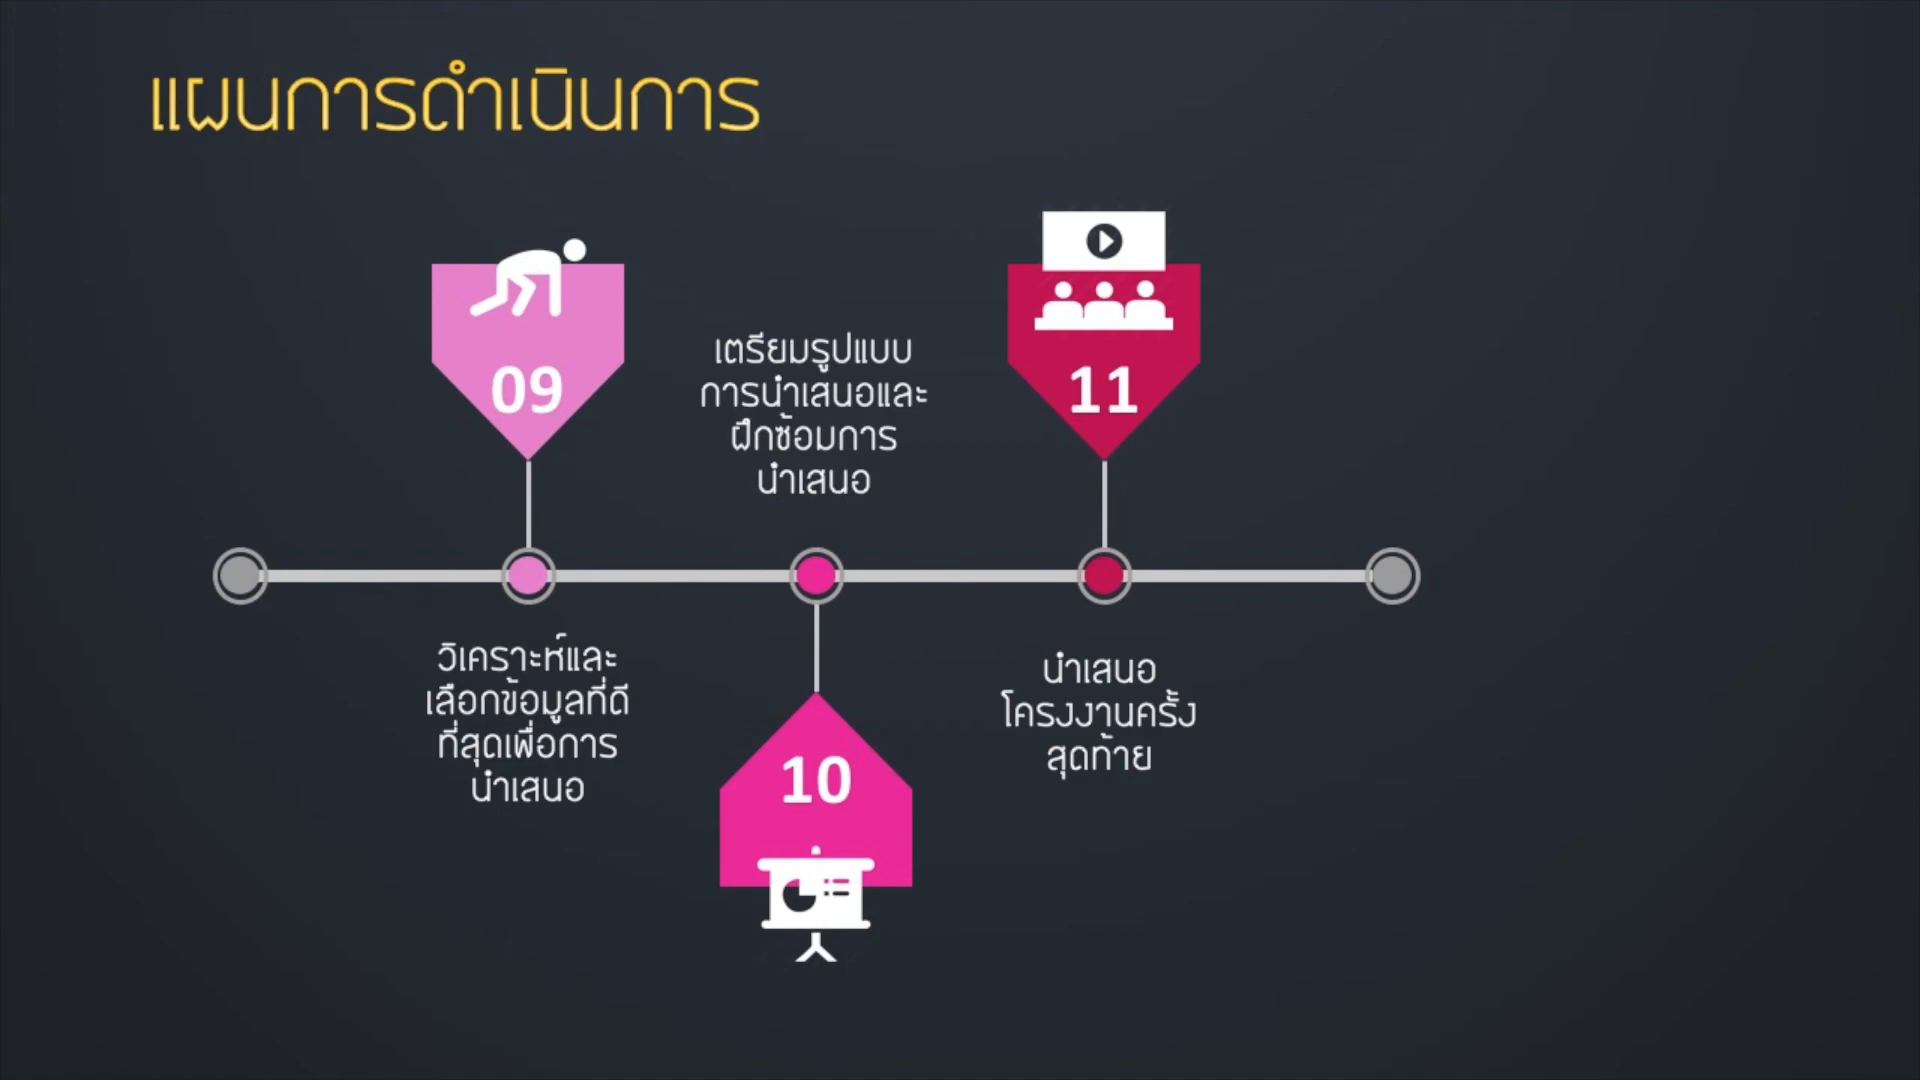 แผนการดำเนินการ
09
วิเคราะห์และ
เลือกข้อมูลที่ดี
ที่สุดเพื่อการ
นำเสนอ
เตรียมรูปแบบ
การนำเสนอและ
ฝึกซ้อมการ
นำเสนอ
10
11
นำเสนอ
โครงงานครั้ง
สุดท้าย